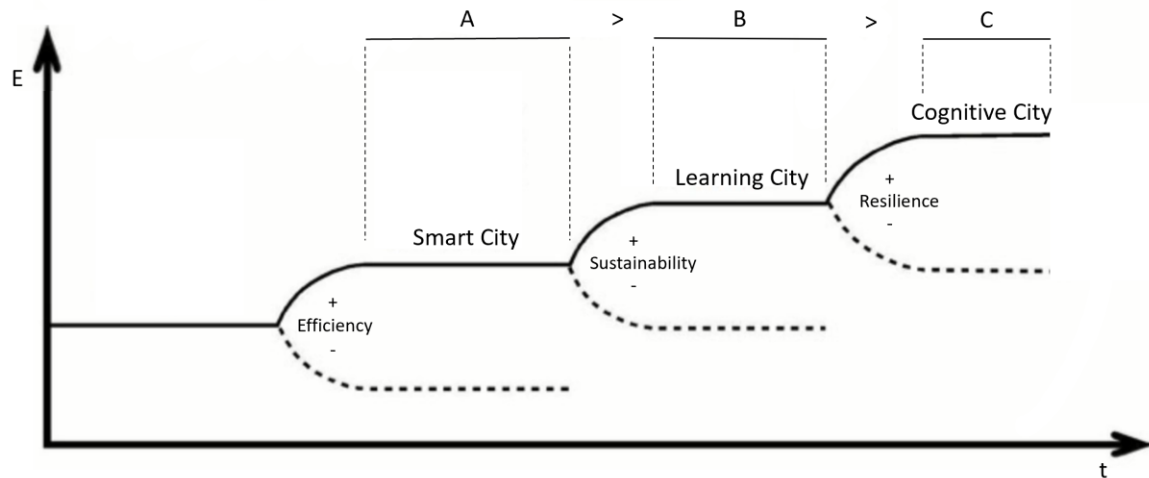 A > B > C
E
Cognitive City
+
Resilience
-
Learning City
+
Sustainability
-
Smart City
+
Efficiency
-
t